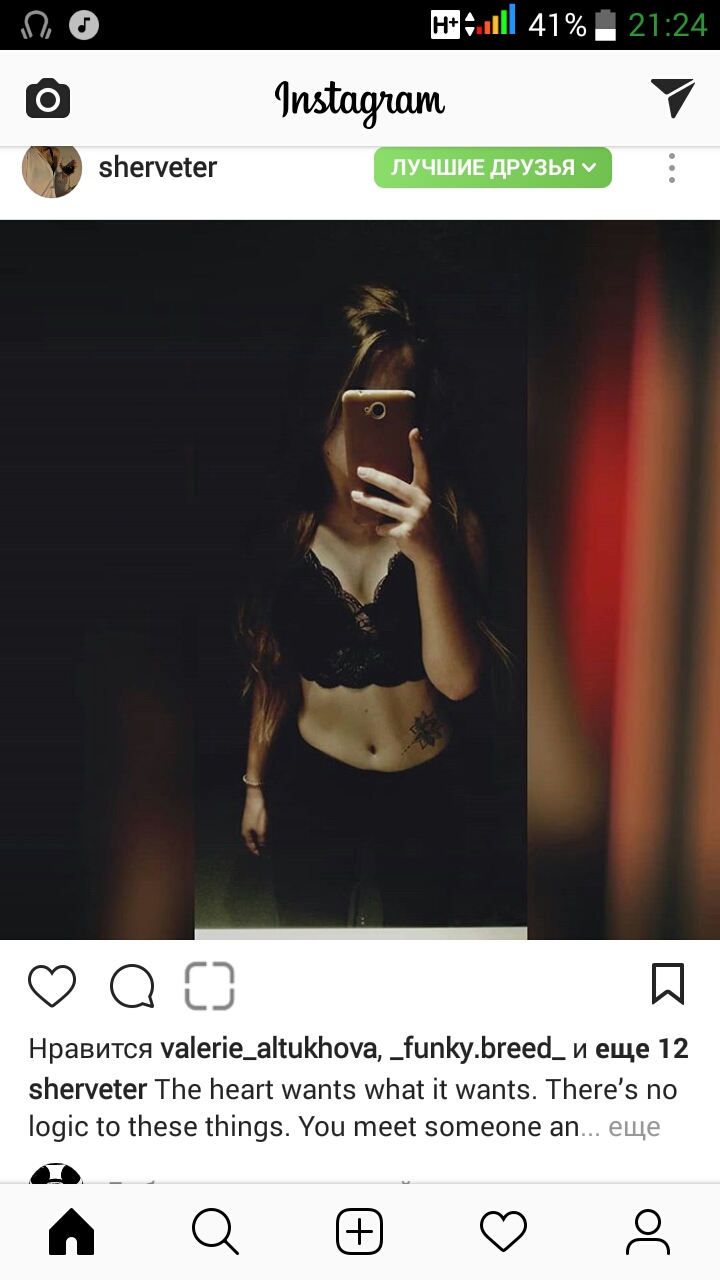 H+ 41% 21:24
Instagram
sherveter ЛУЧШИЕ ДРУЗЬЯ
Нравится valerie_altukhova, _funky.breed_ и еще 12
sherveter The heart wants what it wants. There’s no
logic to these things. You meet someone an... еще